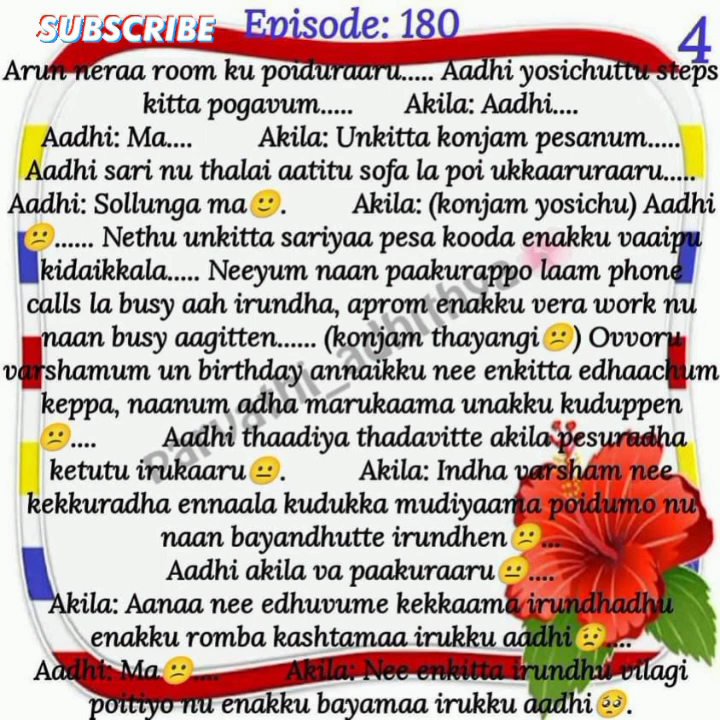 SUBSCRIBE Episode: 180 4
Arun neraa room ku poiduraaru..... Aadhi yosichuttu steps
kitta pogavum..... Akila: Aadhi....
Aadhi: Ma.... Akila: Unkitta konjam pesanum.....
Aadhi sari nu thalai aatitu sofa la poi ukkaaruraaru.....
Aadhi: Sollunga ma🙂. Akila: (konjam yosichu) Aadhi
😕...... Nethu unkitta sariyaa pesa kooda enakku vaaipu
kidaikkala..... Neeyum naan paakurappo laam phone
calls la busy aah irundha, aprom enakku vera work nu
naan busy aagitten...... (konjam thayangi😕) Ovvoru
varshamum un birthday annaikku nee enkitta edhaachum
keppa, naanum adha marukaama unakku kuduppen
😕.... Aadhi thaadiya thadavitte akila pesuradha
ketutu irukaaru😐. Akila: Indha varsham nee
kekkuradha ennaala kudukka mudiyaama poidumo nu
naan bayandhutte irundhen😕...
Aadhi akila va paakuraaru😐....
Akila: Aanaa nee edhuvume kekkaama irundhadhu
enakku romba kashtamaa irukku aadhi😟....
Aadhi: Ma😕.... Akila: Nee enkitta irundhu vilagi
poitiyo nu enakku bayamaa irukku aadhi🥺.